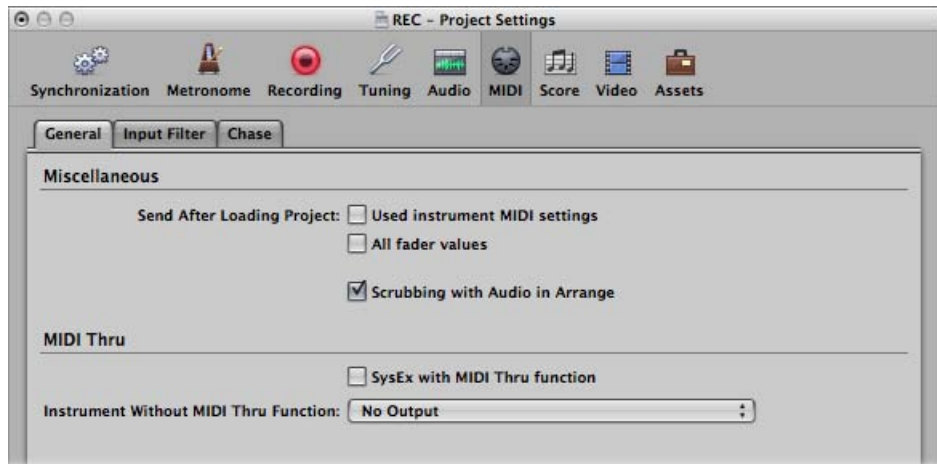 REC – Project Settings
Synchronization Metronome Recording Tuning Audio MIDI Score Video Assets
General Input Filter Chase
Miscellaneous
Send After Loading Project: Used instrument MIDI settings
All fader values
Scrubbing with Audio in Arrange
MIDI Thru
SysEx with MIDI Thru function
Instrument Without MIDI Thru Function: No Output